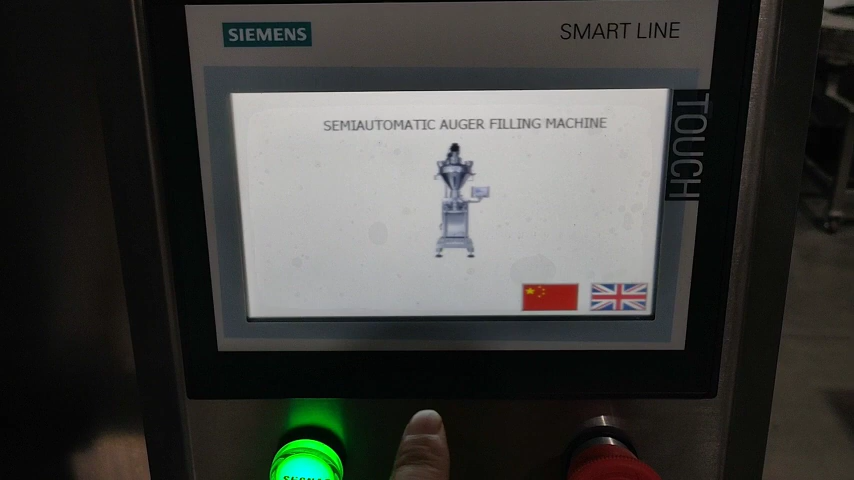 SIEMENS
SMART LINE
TOUCH
SEMIAUTOMATIC AUGER FILLING MACHINE